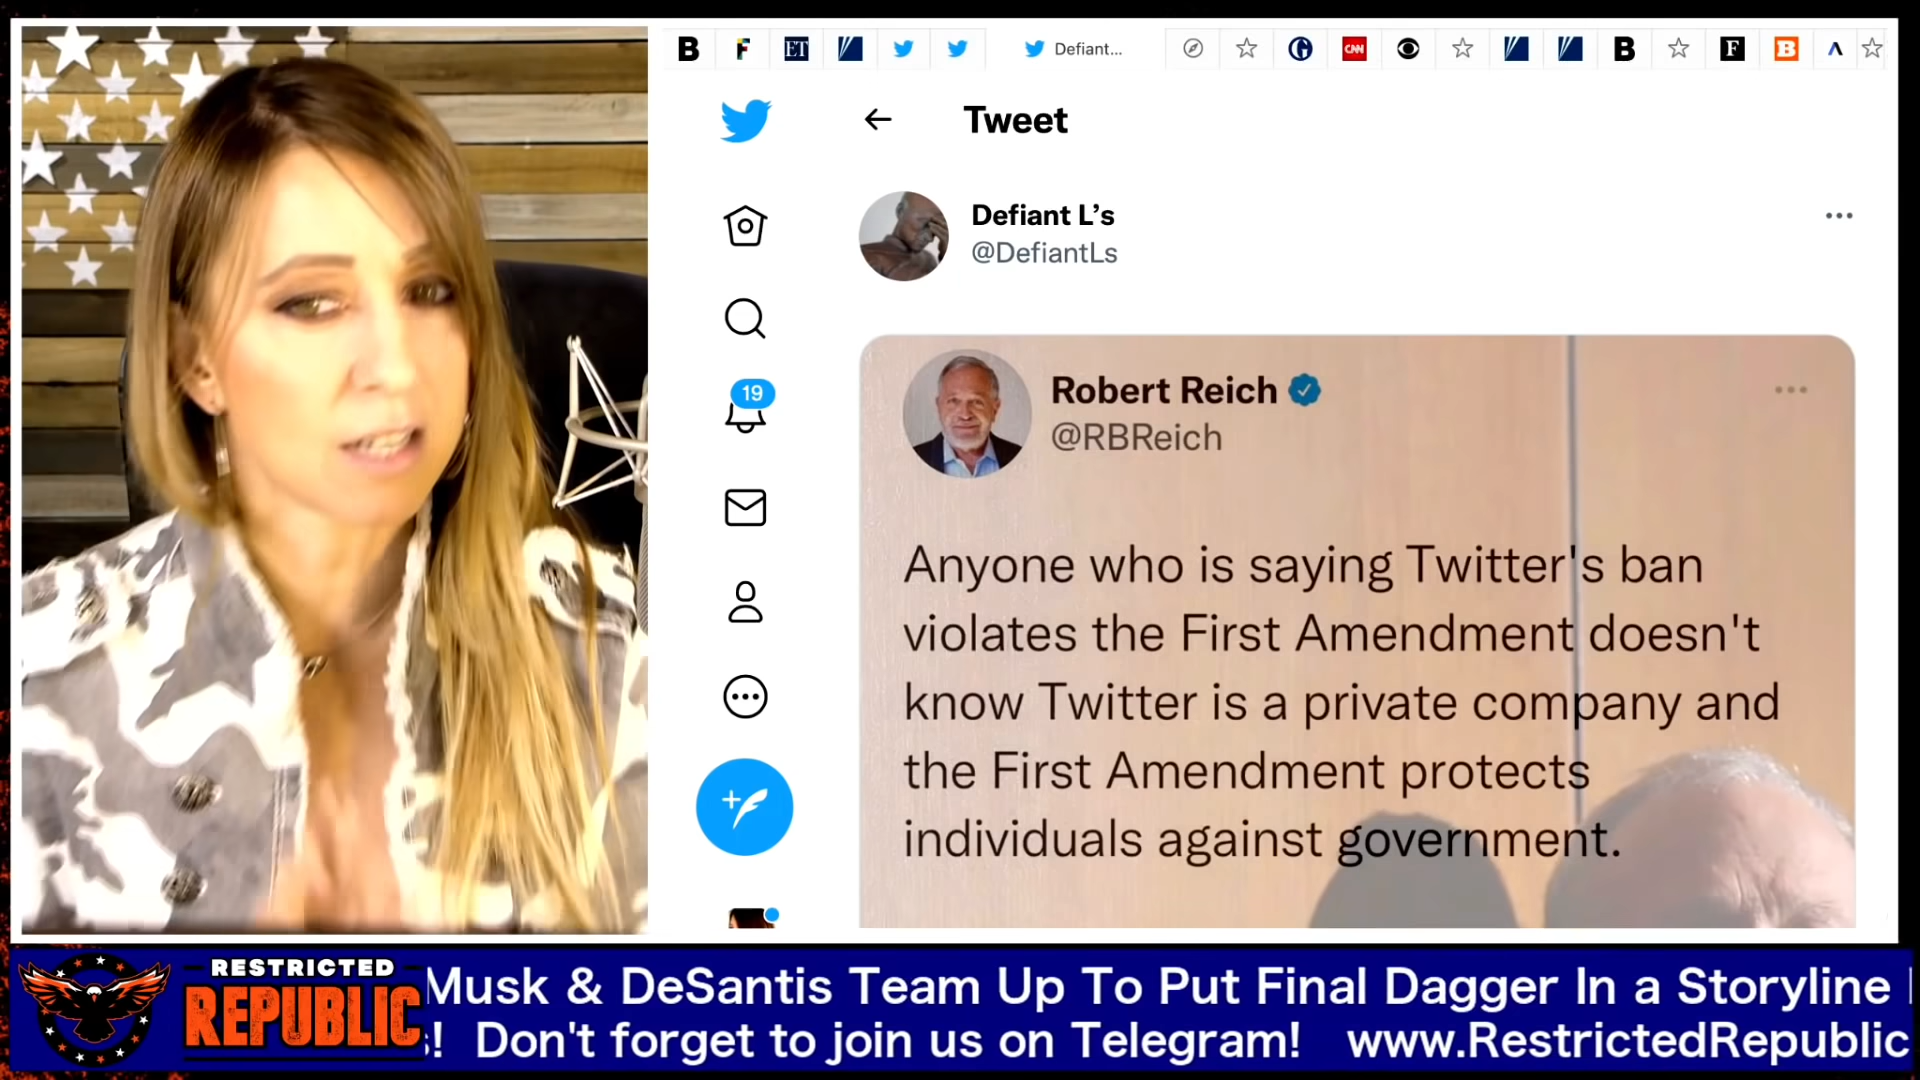 B
F
ET
Defiant...
CNN
B
F
B
Tweet
Defiant L's
@DefiantLs
19
Robert Reich
@RBReich
Anyone who is saying Twitter's ban
violates the First Amendment doesn't
know Twitter is a private company and
the First Amendment protects
individuals against government.
RESTRICTED
REPUBLIC
Musk & DeSantis Team Up To Put Final Dagger In a Storyline
! Don't forget to join us on Telegram! www.RestrictedRepublic